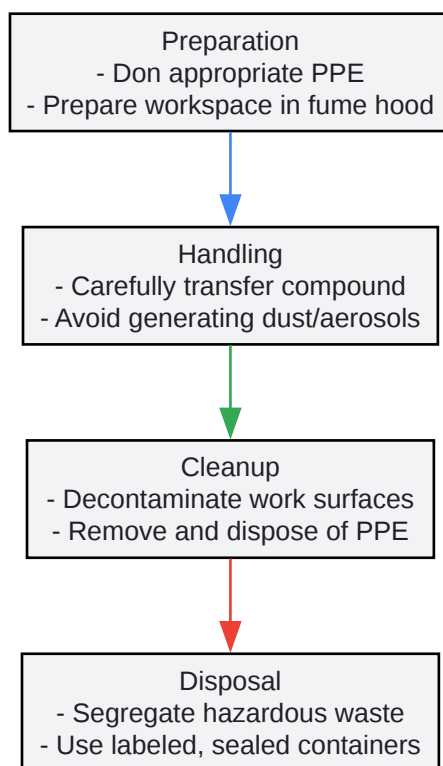 Preparation
- Don appropriate PPE
- Prepare workspace in fume hood
Handling
- Carefully transfer compound
- Avoid generating dust/aerosols
Cleanup
- Decontaminate work surfaces
- Remove and dispose of PPE
Disposal
- Segregate hazardous waste
- Use labeled, sealed containers